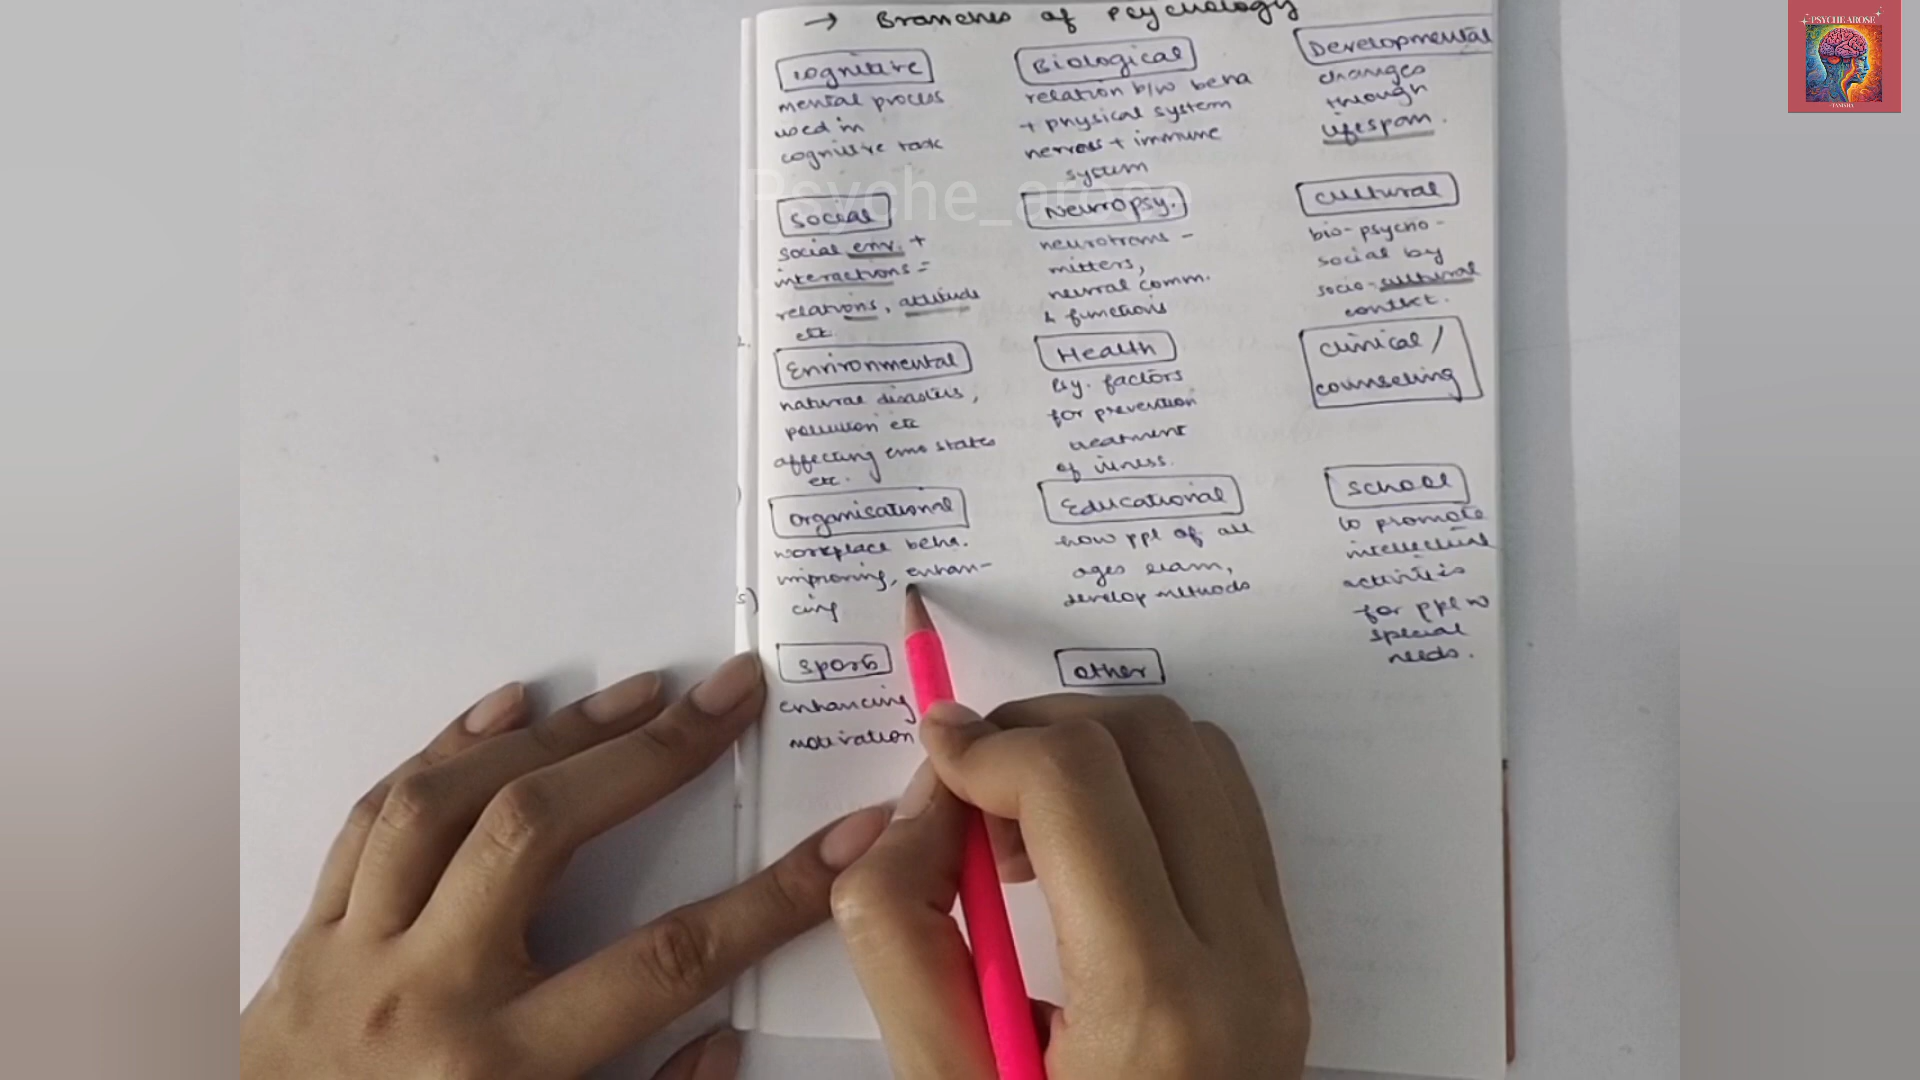 → Branches of Psychology
Cognitive
mental process
used in
cognitive task
Biological
relation b/w beha
+ physical system
nervous + immune
system
Developmental
changes
through
lifespan.
Social
social env. +
interactions =
relations, attitude
etc.
Neuropsy.
neurotrans-
mitters,
neural comm.
& functions
Cultural
bio-psycho-
social by
socio-cultural
context.
Environmental
natural disasters,
pollution etc
affecting emo states
etc.
Health
Psy. factors
for prevention
treatment
of illness.
Clinical /
counseling
Organisational
workplace beha.
improving, enhan-
cing
Educational
how ppl of all
ages learn,
develop methods
School
to promote
intellectual
activities
for ppl w
special
needs.
Sports
enhancing
motivation
Other
Psyche_arose
PSYCHE AROSE
TANISHA